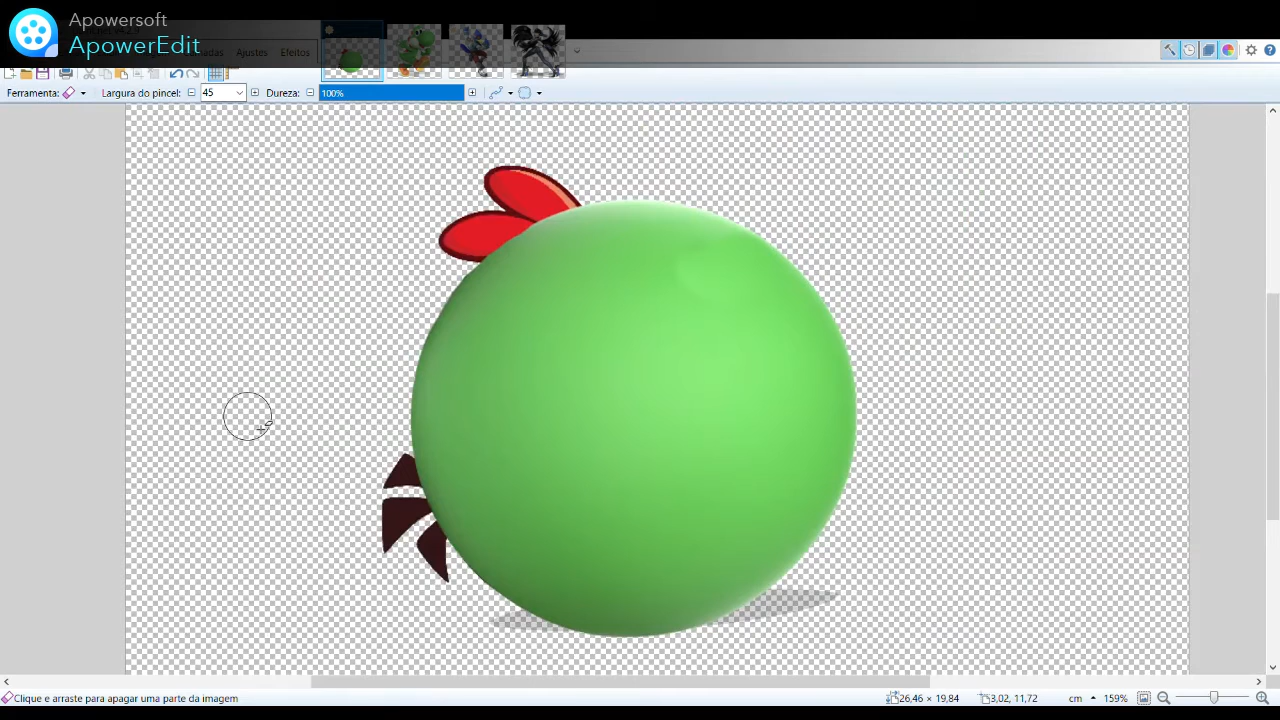 Apowersoft
ApowerEdit
Ajustes Efeitos
Ferramenta: Largura do pincel: 45 Dureza: 100%
Clique e arraste para apagar uma parte da imagem 26,46 × 19,84 3,02, 11,72 cm 159%